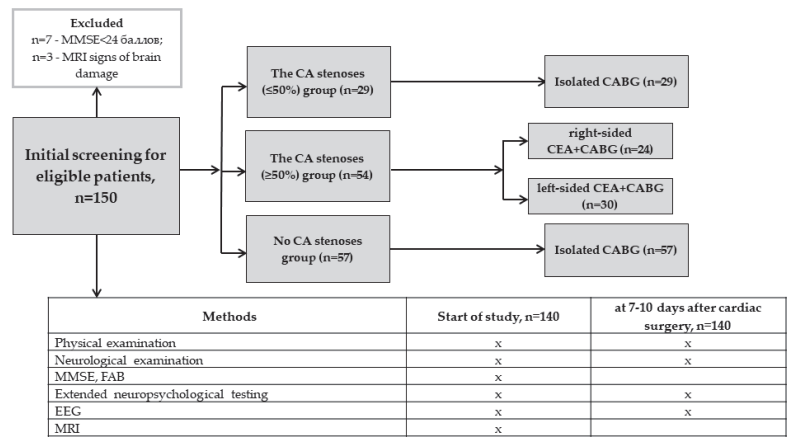 Excluded
n=7 - MMSE<24 баллов;
n=3 - MRI signs of brain
damage
Initial screening for
eligible patients,
n=150
The CA stenoses
(≤50%) group (n=29)
Isolated CABG (n=29)
The CA stenoses
(≥50%) group (n=54)
right-sided
CEA+CABG (n=24)
left-sided CEA+CABG
(n=30)
No CA stenoses
group (n=57)
Isolated CABG (n=57)
Methods
Start of study, n=140
at 7-10 days after cardiac
surgery, n=140
Physical examination x x
Neurological examination x x
MMSE, FAB x
Extended neuropsychological testing x x
EEG x x
MRI x